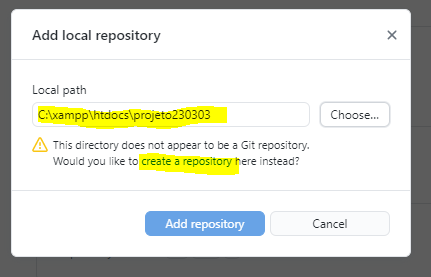 Add local repository
Local path
C:\xampp\htdocs\projeto230303
Choose...
This directory does not appear to be a Git repository.
Would you like to create a repository here instead?
Add repository
Cancel